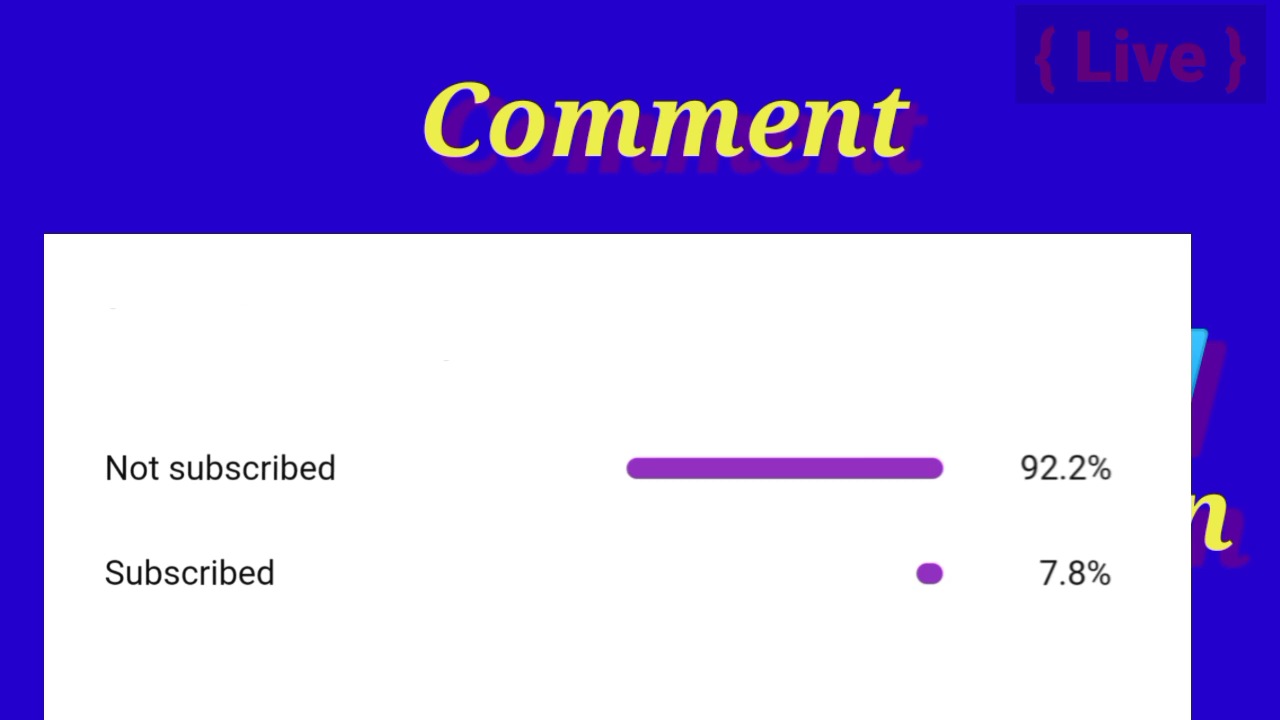 { Live }
Comment
Not subscribed 92.2%
n
Subscribed 7.8%